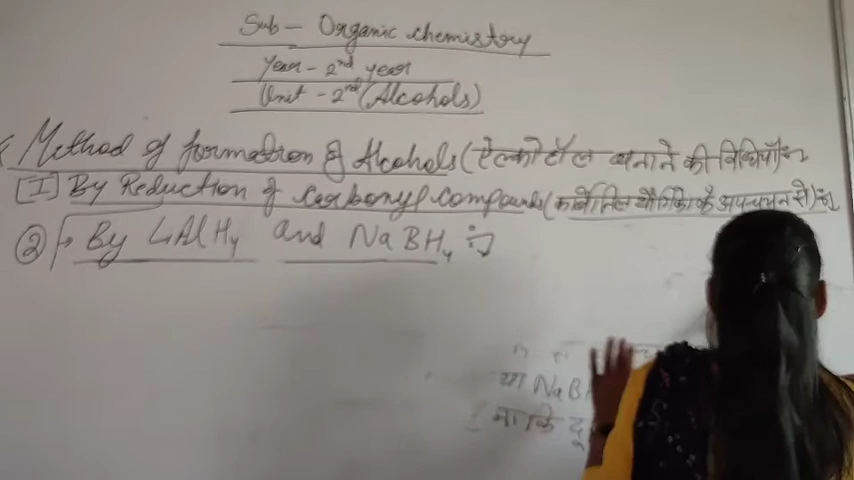 Sub - Organic chemistry
Year - 2nd year
Unit - 2nd (Alcohols)
Method of formation of Alcohols (ऐल्कोहॉल बनाने की विधियाँ):-
[I] By Reduction of Carbonyl Compounds (कार्बोनिल यौगिकों के अपचयन से):-
② → By LiAlH4 and NaBH4 :-
या NaB